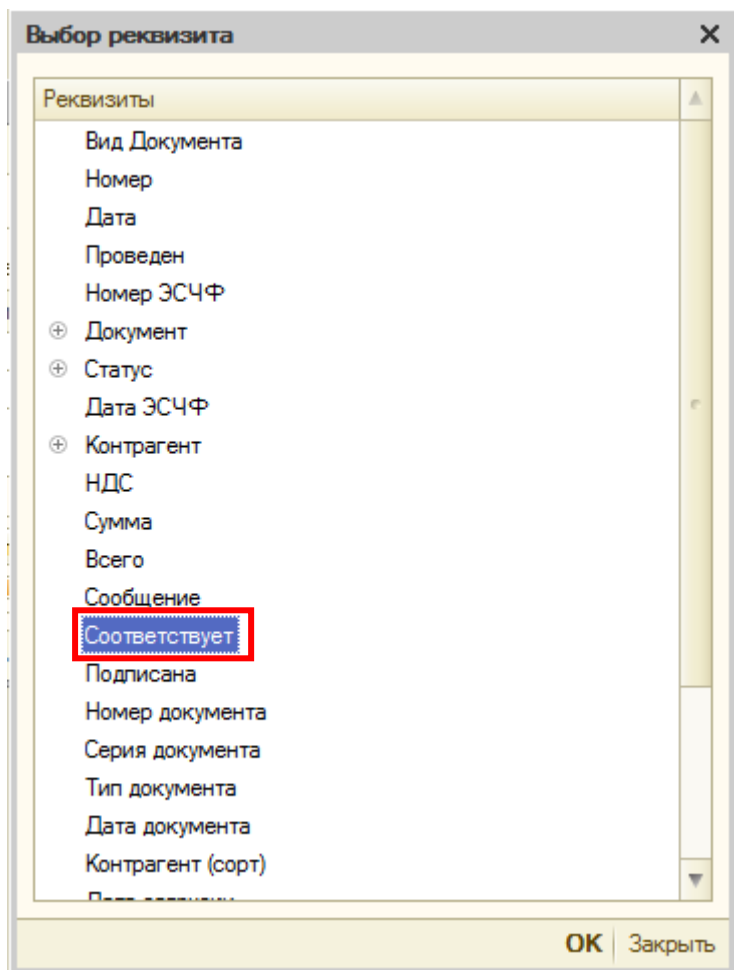 Выбор реквизита
Реквизиты
Вид Документа
Номер
Дата
Проведен
Номер ЭСЧФ
Документ
Статус
Дата ЭСЧФ
Контрагент
НДС
Сумма
Всего
Сообщение
Соответствует
Подписана
Номер документа
Серия документа
Тип документа
Дата документа
Контрагент (сорт)
ОК Закрыть